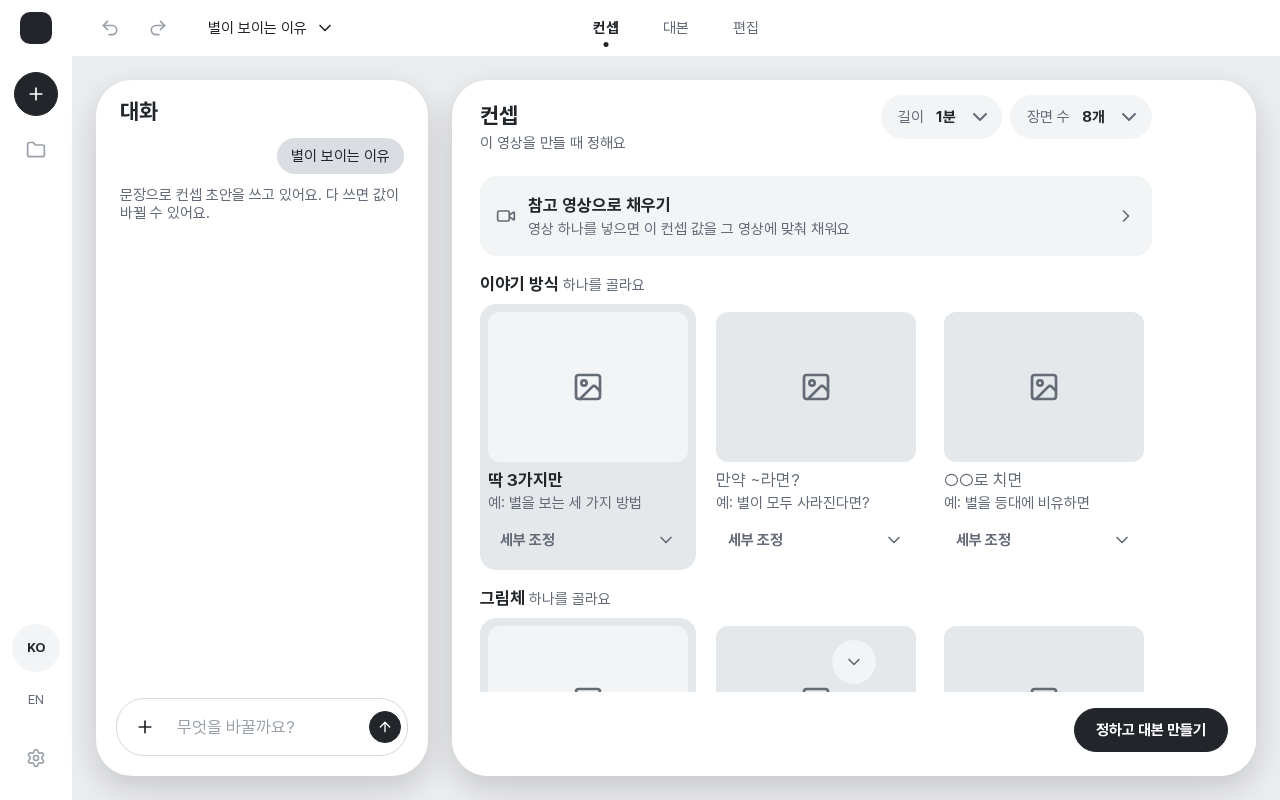 별이 보이는 이유
컨셉
대본
편집
대화
별이 보이는 이유
문장으로 컨셉 초안을 쓰고 있어요. 다 쓰면 값이
바뀔 수 있어요.
무엇을 바꿀까요?
KO
EN
컨셉
이 영상을 만들 때 정해요
길이 1분
장면 수 8개
참고 영상으로 채우기
영상 하나를 넣으면 이 컨셉 값을 그 영상에 맞춰 채워요
이야기 방식 하나를 골라요
딱 3가지만
예: 별을 보는 세 가지 방법
세부 조정
만약 ~라면?
예: 별이 모두 사라진다면?
세부 조정
○○로 치면
예: 별을 등대에 비유하면
세부 조정
그림체 하나를 골라요
정하고 대본 만들기